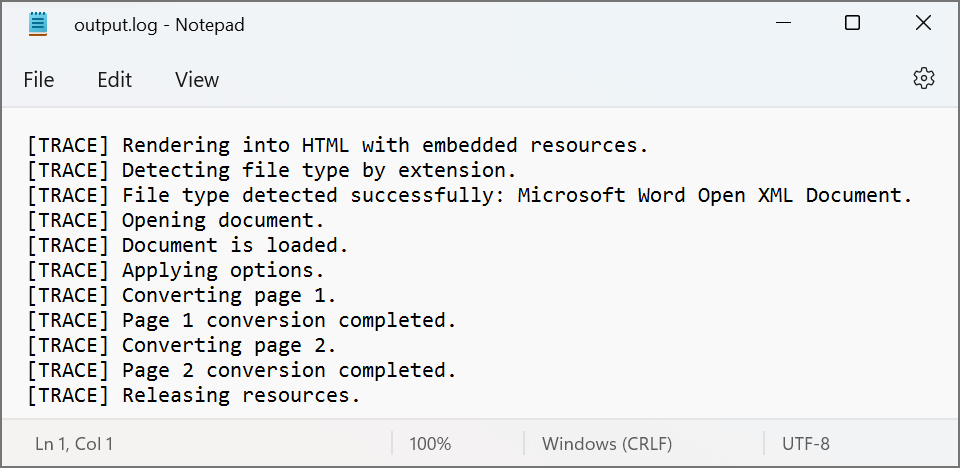 output.log - Notepad
File Edit View
[TRACE] Rendering into HTML with embedded resources.
[TRACE] Detecting file type by extension.
[TRACE] File type detected successfully: Microsoft Word Open XML Document.
[TRACE] Opening document.
[TRACE] Document is loaded.
[TRACE] Applying options.
[TRACE] Converting page 1.
[TRACE] Page 1 conversion completed.
[TRACE] Converting page 2.
[TRACE] Page 2 conversion completed.
[TRACE] Releasing resources.
Ln 1, Col 1 100% Windows (CRLF) UTF-8